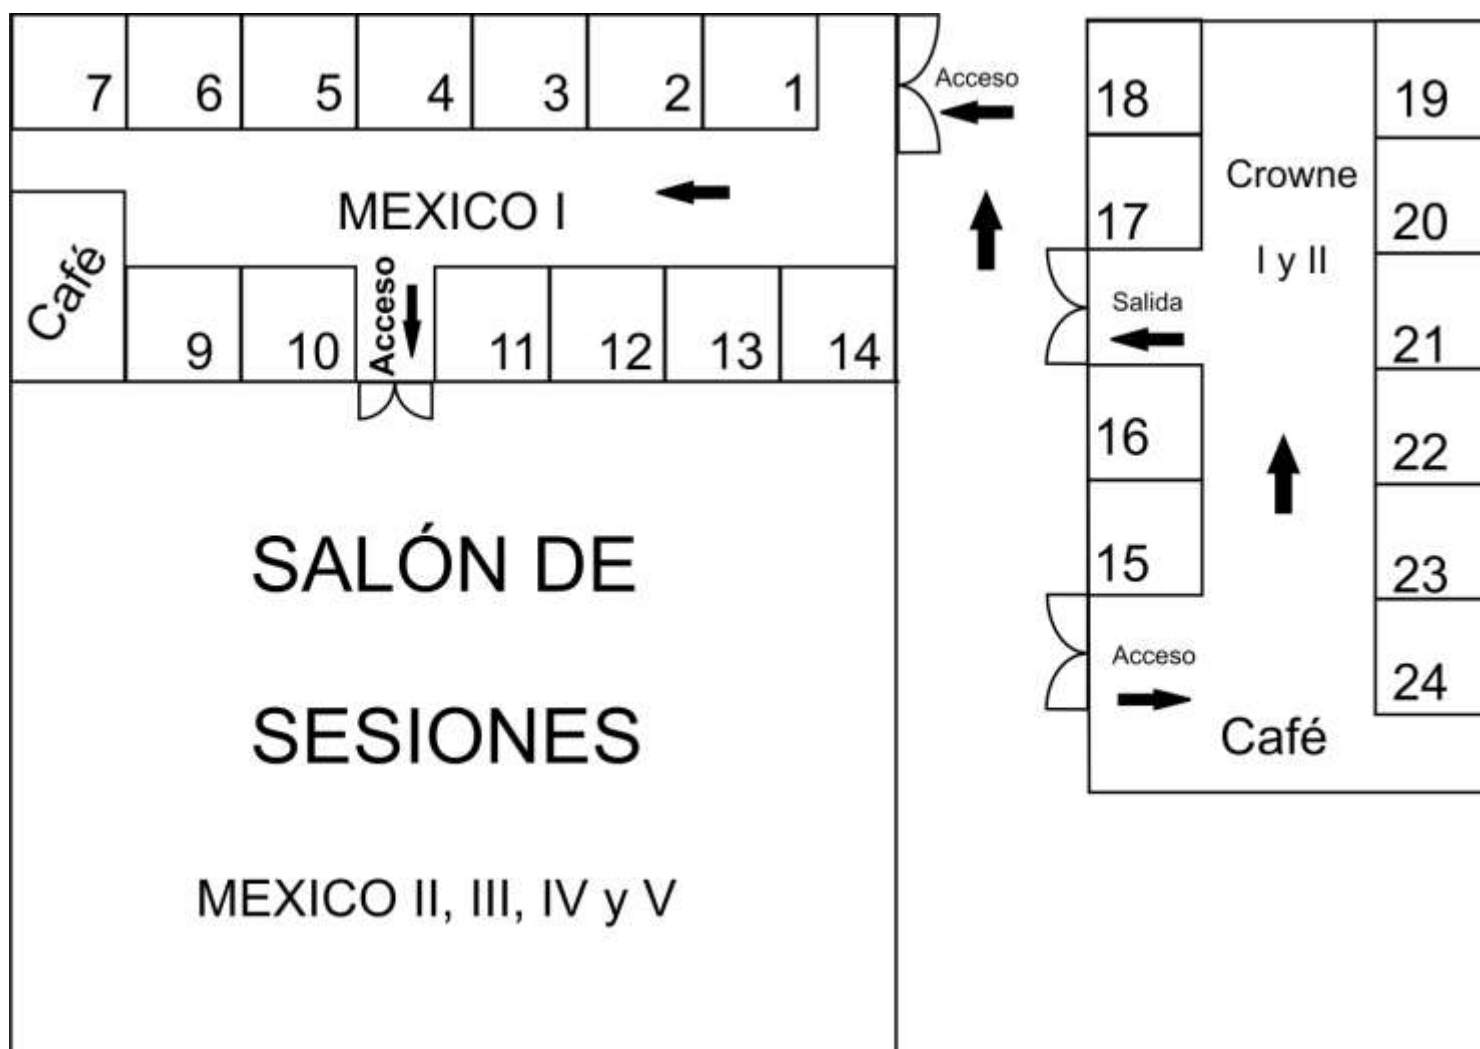 7 6 5 4 3 2 1
MEXICO I
Café
Acceso
9 10 11 12 13 14
SALÓN DE
SESIONES
MEXICO II, III, IV y V
Acceso
18
17
Salida
16
15
Acceso
Crowne
I y II
Café
19
20
21
22
23
24